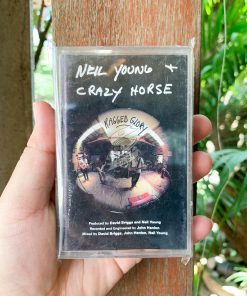 NEIL YOUNG +
CRAZY HORSE
RAGGED GLORY
Produced by David Briggs and Neil Young
Recorded and Engineered by John Hanlon
Mixed by David Briggs, John Hanlon, Neil Young